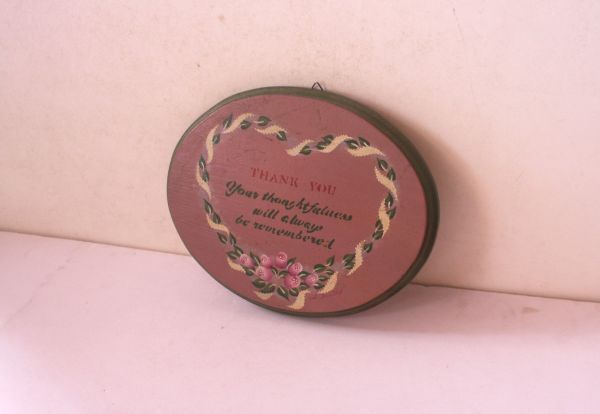 THANK YOU
Your thoughtfulness
will always
be remembered